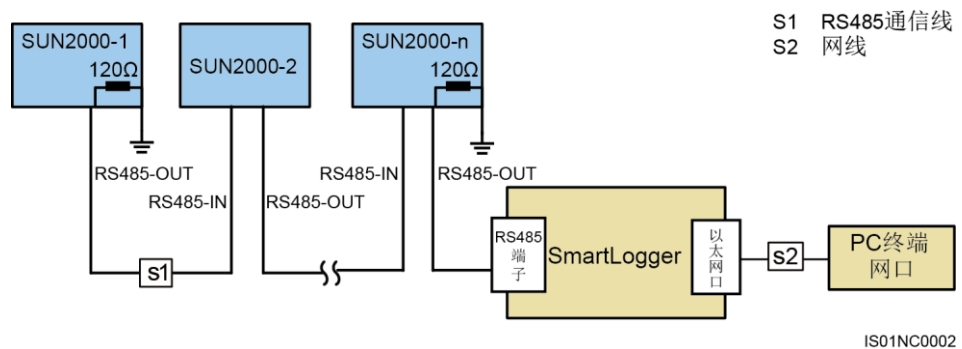 S1 RS485通信线
S2 网线
SUN2000-1
120Ω
SUN2000-2
SUN2000-n
120Ω
RS485-OUT
RS485-IN
RS485-OUT
RS485-IN
RS485-OUT
s1
RS485
端
子
SmartLogger
以
太
网
口
s2
PC终端
网口
IS01NC0002